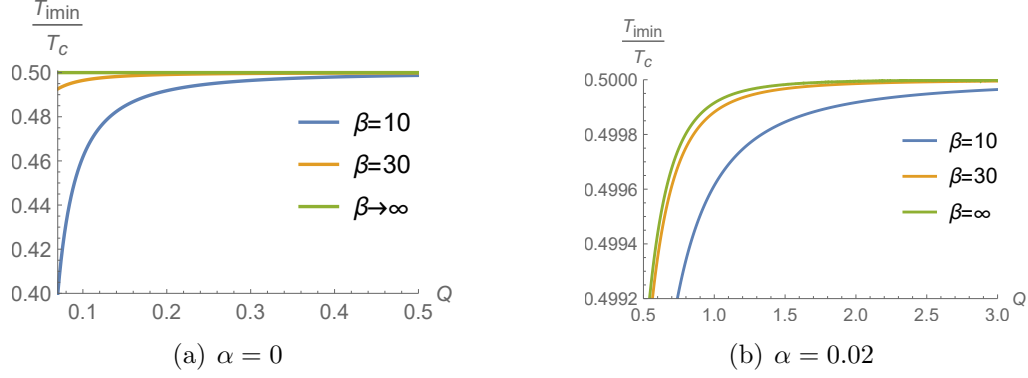 T_imin
T_c
0.50
0.48
0.46
0.44
0.42
0.40
β=10
β=30
β→∞
0.1 0.2 0.3 0.4 0.5
Q
(a) α = 0
T_imin
T_c
0.5000
0.4998
0.4996
0.4994
0.4992
β=10
β=30
β=∞
0.5 1.0 1.5 2.0 2.5 3.0
Q
(b) α = 0.02